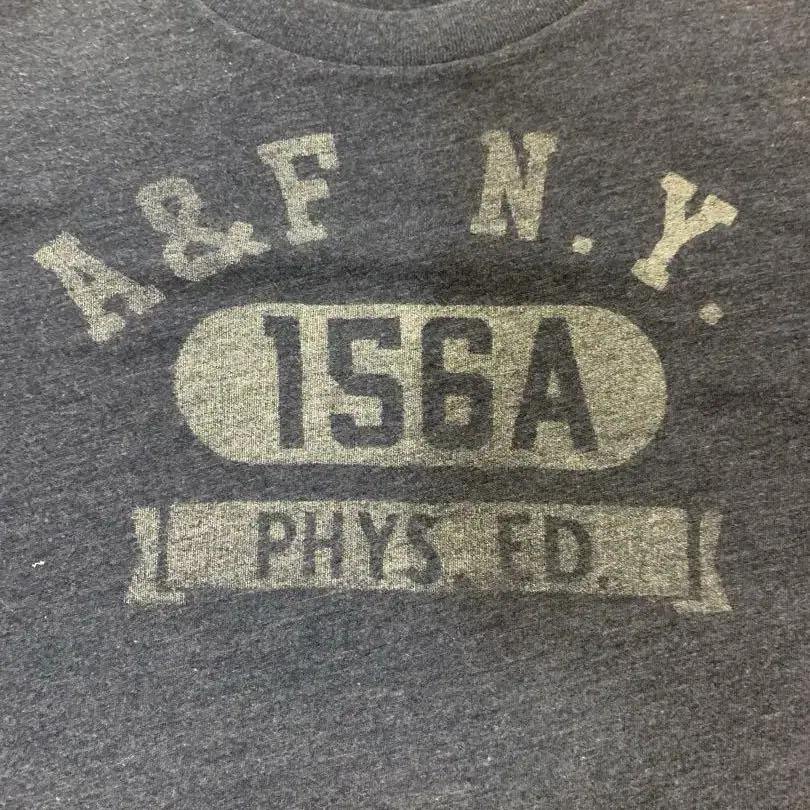 A&F N.Y.
156A
PHYS. ED.